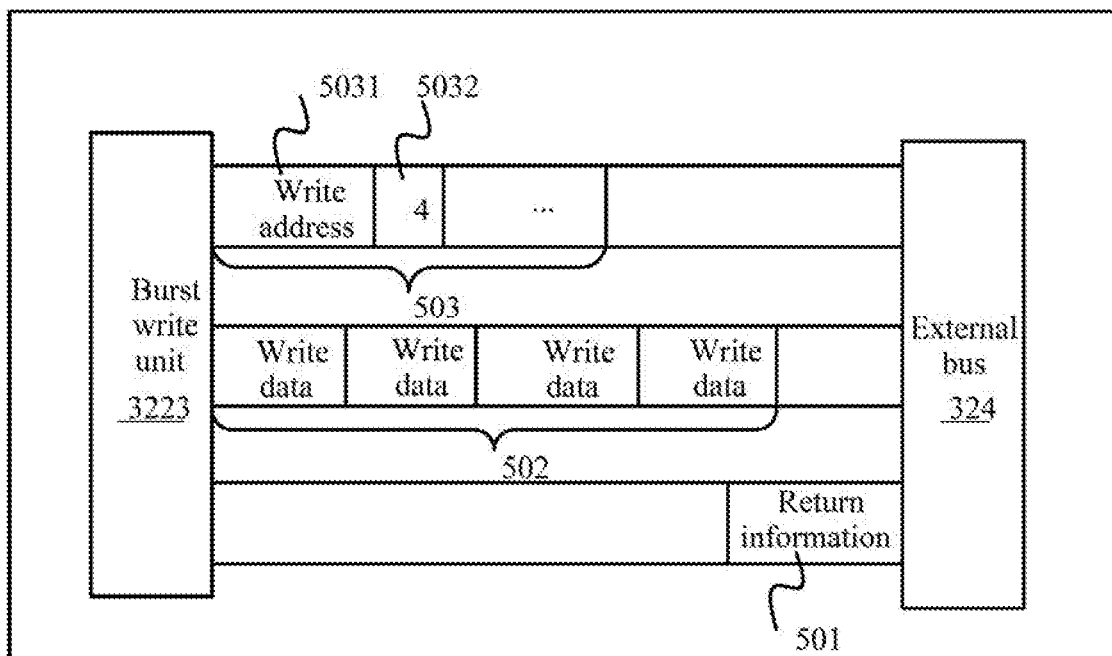 5031 5032
Write
address
4
...
503
Burst
write
unit
3223
Write
data
Write
data
Write
data
Write
data
External
bus
324
502
Return
information
501